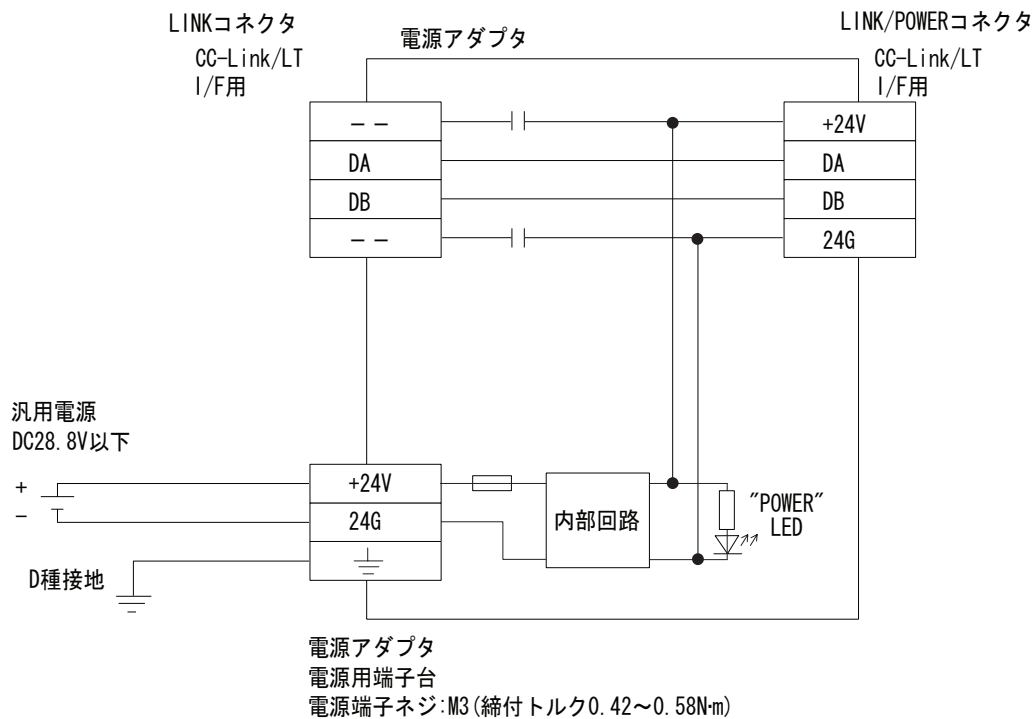 LINKコネクタ
CC-Link/LT
I/F用
電源アダプタ
LINK/POWERコネクタ
CC-Link/LT
I/F用
--
DA
DB
--
+24V
DA
DB
24G
汎用電源
DC28.8V以下
+
-
+24V
24G
内部回路
"POWER"
LED
D種接地
電源アダプタ
電源用端子台
電源端子ネジ:M3(締付トルク0.42～0.58N·m)